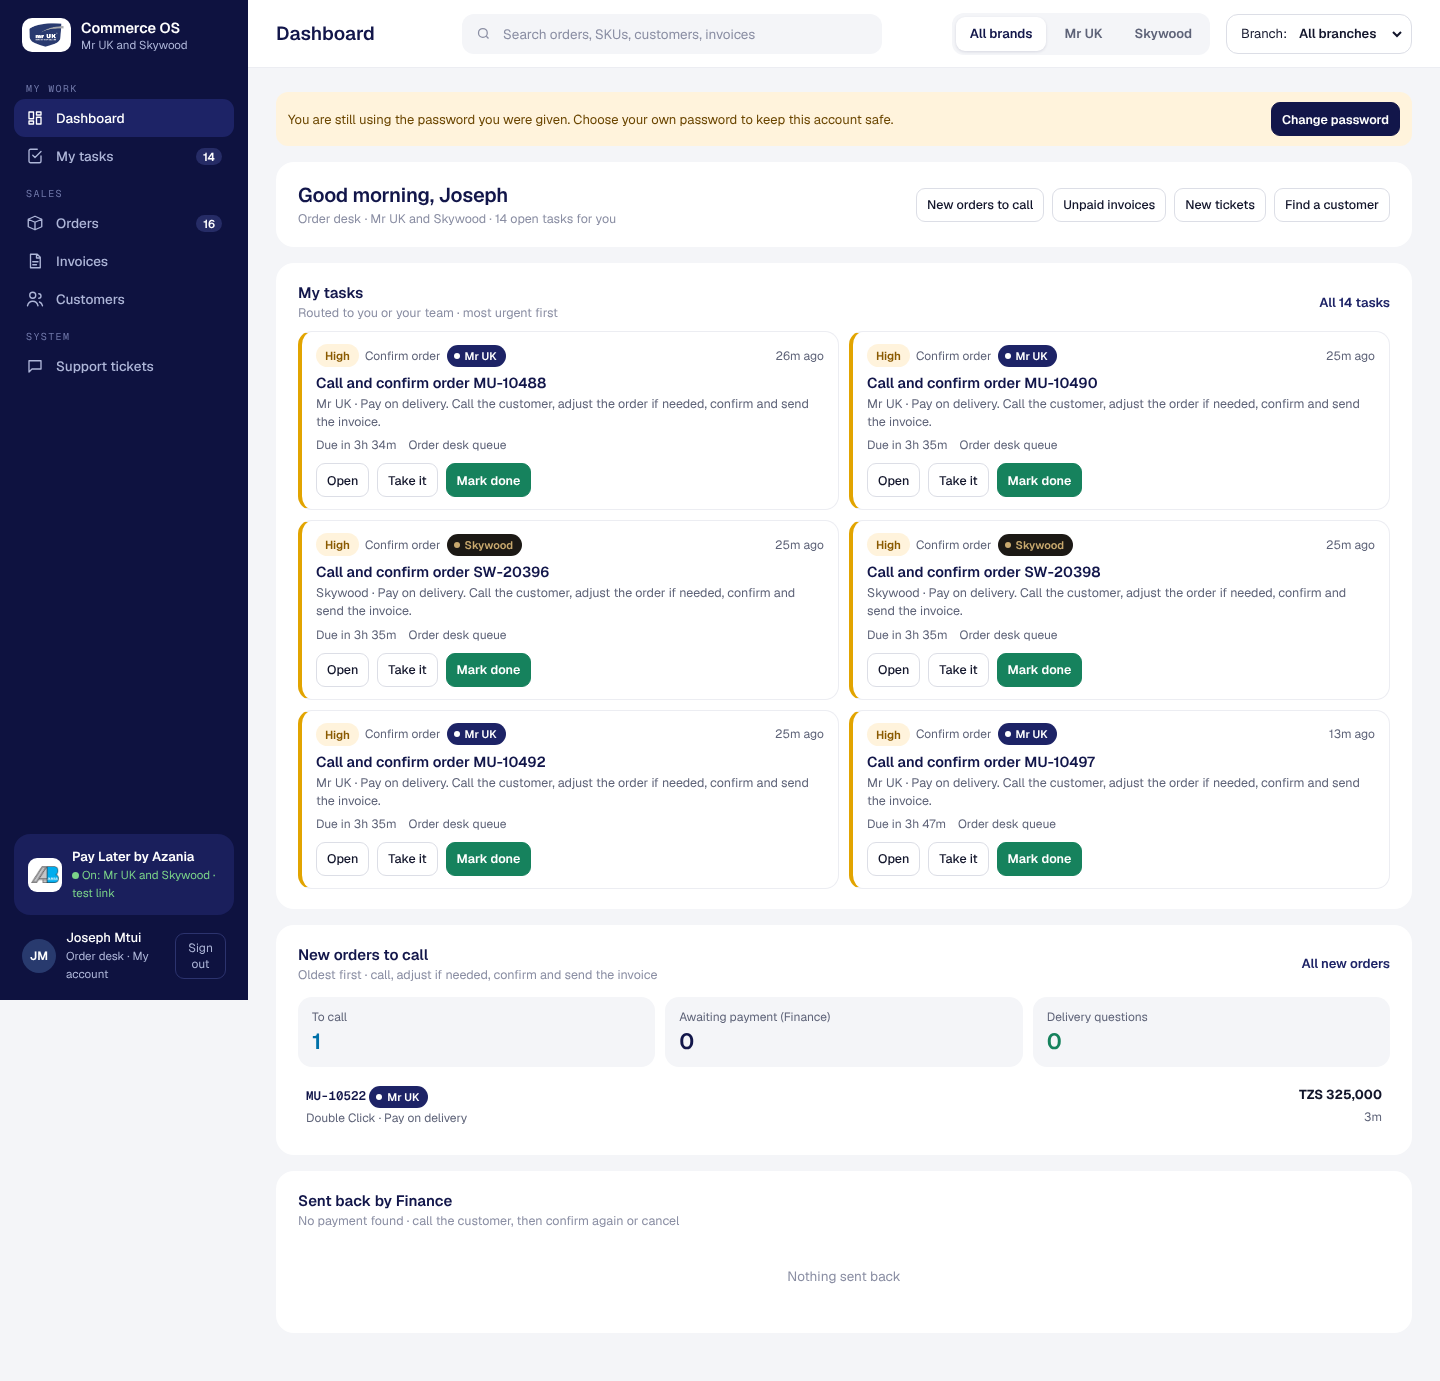 Commerce OS
Mr UK and Skywood
MY WORK
Dashboard
My tasks 14
SALES
Orders 16
Invoices
Customers
SYSTEM
Support tickets
Pay Later by Azania
On: Mr UK and Skywood ·
test link
JM
Joseph Mtui
Order desk · My
account
Sign
out
Dashboard
Search orders, SKUs, customers, invoices
All brands Mr UK Skywood
Branch: All branches
You are still using the password you were given. Choose your own password to keep this account safe.
Change password
Good morning, Joseph
Order desk · Mr UK and Skywood · 14 open tasks for you
New orders to call Unpaid invoices New tickets Find a customer
My tasks
Routed to you or your team · most urgent first
All 14 tasks
High Confirm order Mr UK 26m ago
Call and confirm order MU-10488
Mr UK · Pay on delivery. Call the customer, adjust the order if needed, confirm and send
the invoice.
Due in 3h 34m Order desk queue
Open Take it Mark done
High Confirm order Mr UK 25m ago
Call and confirm order MU-10490
Mr UK · Pay on delivery. Call the customer, adjust the order if needed, confirm and send
the invoice.
Due in 3h 35m Order desk queue
Open Take it Mark done
High Confirm order Skywood 25m ago
Call and confirm order SW-20396
Skywood · Pay on delivery. Call the customer, adjust the order if needed, confirm and
send the invoice.
Due in 3h 35m Order desk queue
Open Take it Mark done
High Confirm order Skywood 25m ago
Call and confirm order SW-20398
Skywood · Pay on delivery. Call the customer, adjust the order if needed, confirm and
send the invoice.
Due in 3h 35m Order desk queue
Open Take it Mark done
High Confirm order Mr UK 25m ago
Call and confirm order MU-10492
Mr UK · Pay on delivery. Call the customer, adjust the order if needed, confirm and send
the invoice.
Due in 3h 35m Order desk queue
Open Take it Mark done
High Confirm order Mr UK 13m ago
Call and confirm order MU-10497
Mr UK · Pay on delivery. Call the customer, adjust the order if needed, confirm and send
the invoice.
Due in 3h 47m Order desk queue
Open Take it Mark done
New orders to call
Oldest first · call, adjust if needed, confirm and send the invoice
All new orders
To call
1
Awaiting payment (Finance)
0
Delivery questions
0
MU-10522 Mr UK TZS 325,000
Double Click · Pay on delivery 3m
Sent back by Finance
No payment found · call the customer, then confirm again or cancel
Nothing sent back